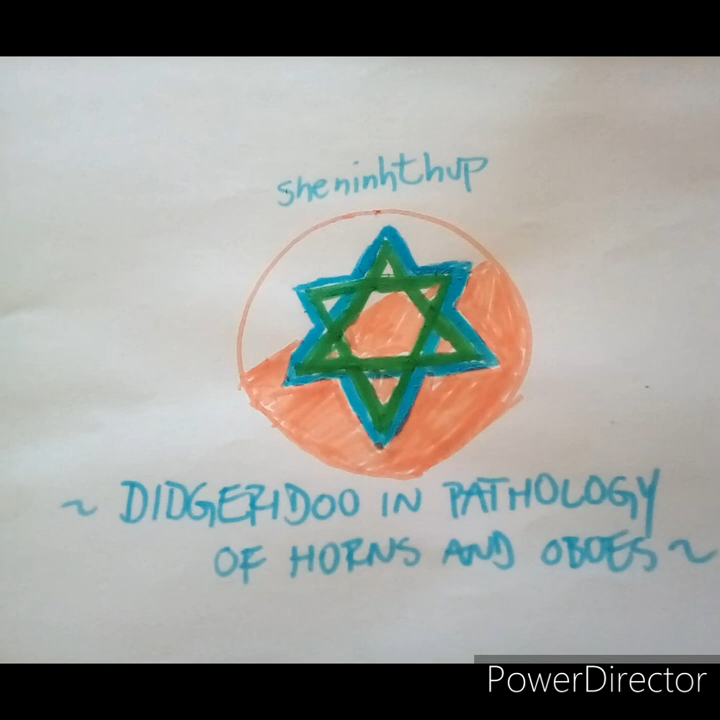 sheninhthup
~ DIDGERIDOO IN PATHOLOGY
OF HORNS AND OBOES ~
PowerDirector